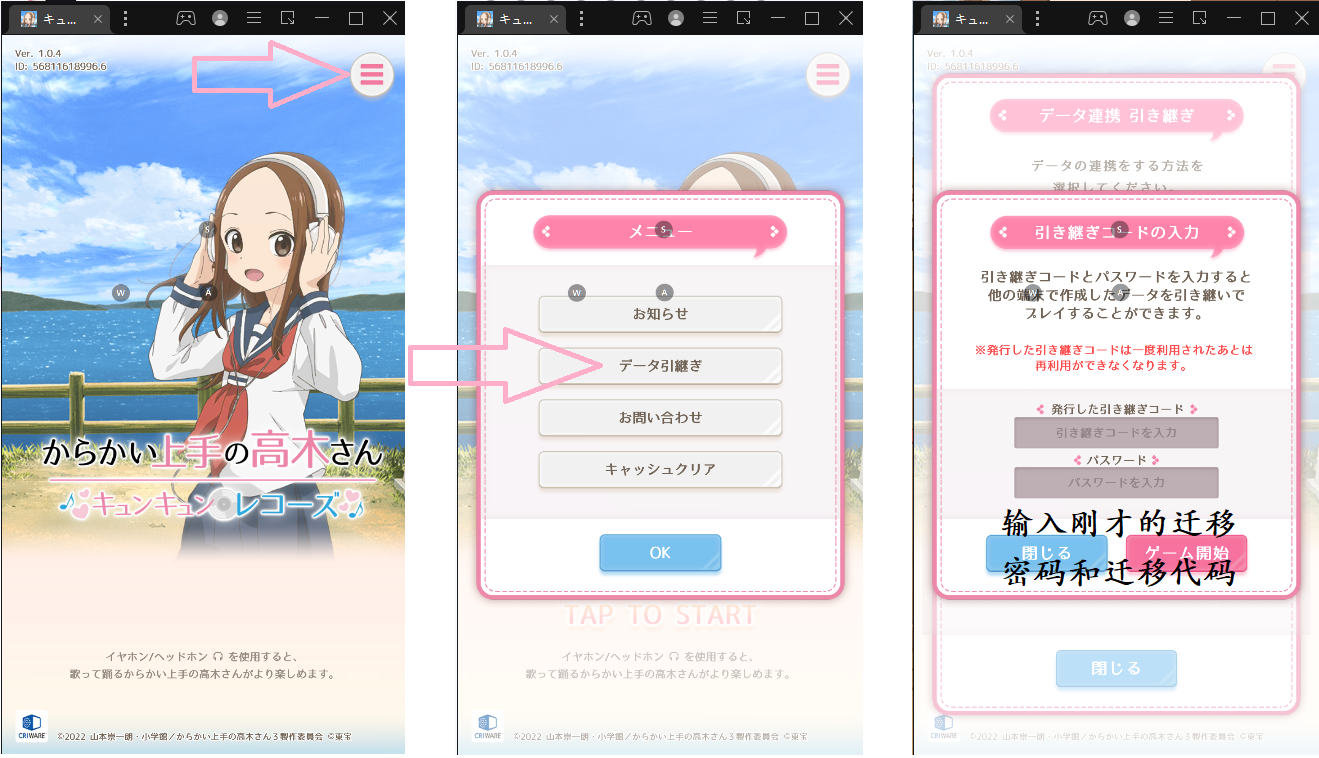 キュ...
Ver. 1.0.4
ID: 56811618996.6
S
W
A
からかい上手の高木さん
キュンキュンレコーズ
イヤホン/ヘッドホン を使用すると、
歌って踊るからかい上手の高木さんがより楽しめます。
CRIWARE
©2022 山本崇一朗・小学館／からかい上手の高木さん３製作委員会 ©東宝
キュ...
Ver. 1.0.4
ID: 56811618996.6
メニュー
S
W
A
お知らせ
データ引継ぎ
お問い合わせ
キャッシュクリア
OK
TAP TO START
イヤホン/ヘッドホン を使用すると、
歌って踊るからかい上手の高木さんがより楽しめます。
CRIWARE
©2022 山本崇一朗・小学館／からかい上手の高木さん３製作委員会 ©東宝
キュ...
Ver. 1.0.4
ID: 56811618996.6
データ連携 引き継ぎ
データの連携をする方法を
選択してください。
引き継ぎコードの入力
S
引き継ぎコードとパスワードを入力すると
他の端末で作成したデータを引き継いで
プレイすることができます。
W
A
※発行した引き継ぎコードは一度利用されたあとは
再利用ができなくなります。
発行した引き継ぎコード
引き継ぎコードを入力
パスワード
パスワードを入力
输入刚才的迁移
閉じる
ゲーム開始
密码和迁移代码
閉じる
CRIWARE
©2022 山本崇一朗・小学館／からかい上手の高木さん３製作委員会 ©東宝